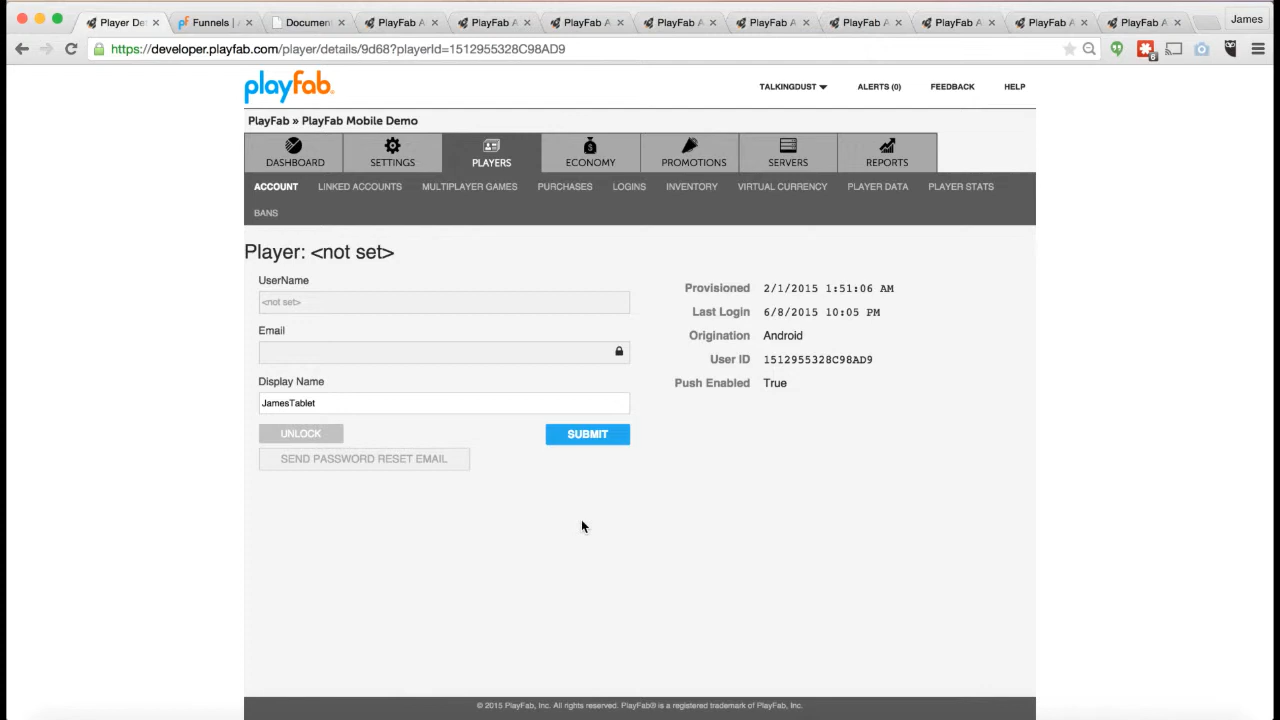 Player De
Funnels |
Document
PlayFab A
PlayFab A
PlayFab A
PlayFab A
PlayFab A
PlayFab A
PlayFab A
PlayFab A
PlayFab A
James
https://developer.playfab.com/player/details/9d68?playerId=1512955328C98AD9
6
playfab
TALKINGDUST
ALERTS (0)
FEEDBACK
HELP
PlayFab » PlayFab Mobile Demo
DASHBOARD
SETTINGS
PLAYERS
ECONOMY
PROMOTIONS
SERVERS
REPORTS
ACCOUNT
LINKED ACCOUNTS
MULTIPLAYER GAMES
PURCHASES
LOGINS
INVENTORY
VIRTUAL CURRENCY
PLAYER DATA
PLAYER STATS
BANS
Player: <not set>
UserName
<not set>
Email
Display Name
JamesTablet
UNLOCK
SUBMIT
SEND PASSWORD RESET EMAIL
Provisioned 2/1/2015 1:51:06 AM
Last Login 6/8/2015 10:05 PM
Origination Android
User ID 1512955328C98AD9
Push Enabled True
© 2015 PlayFab, Inc. All rights reserved. PlayFab® is a registered trademark of PlayFab, Inc.